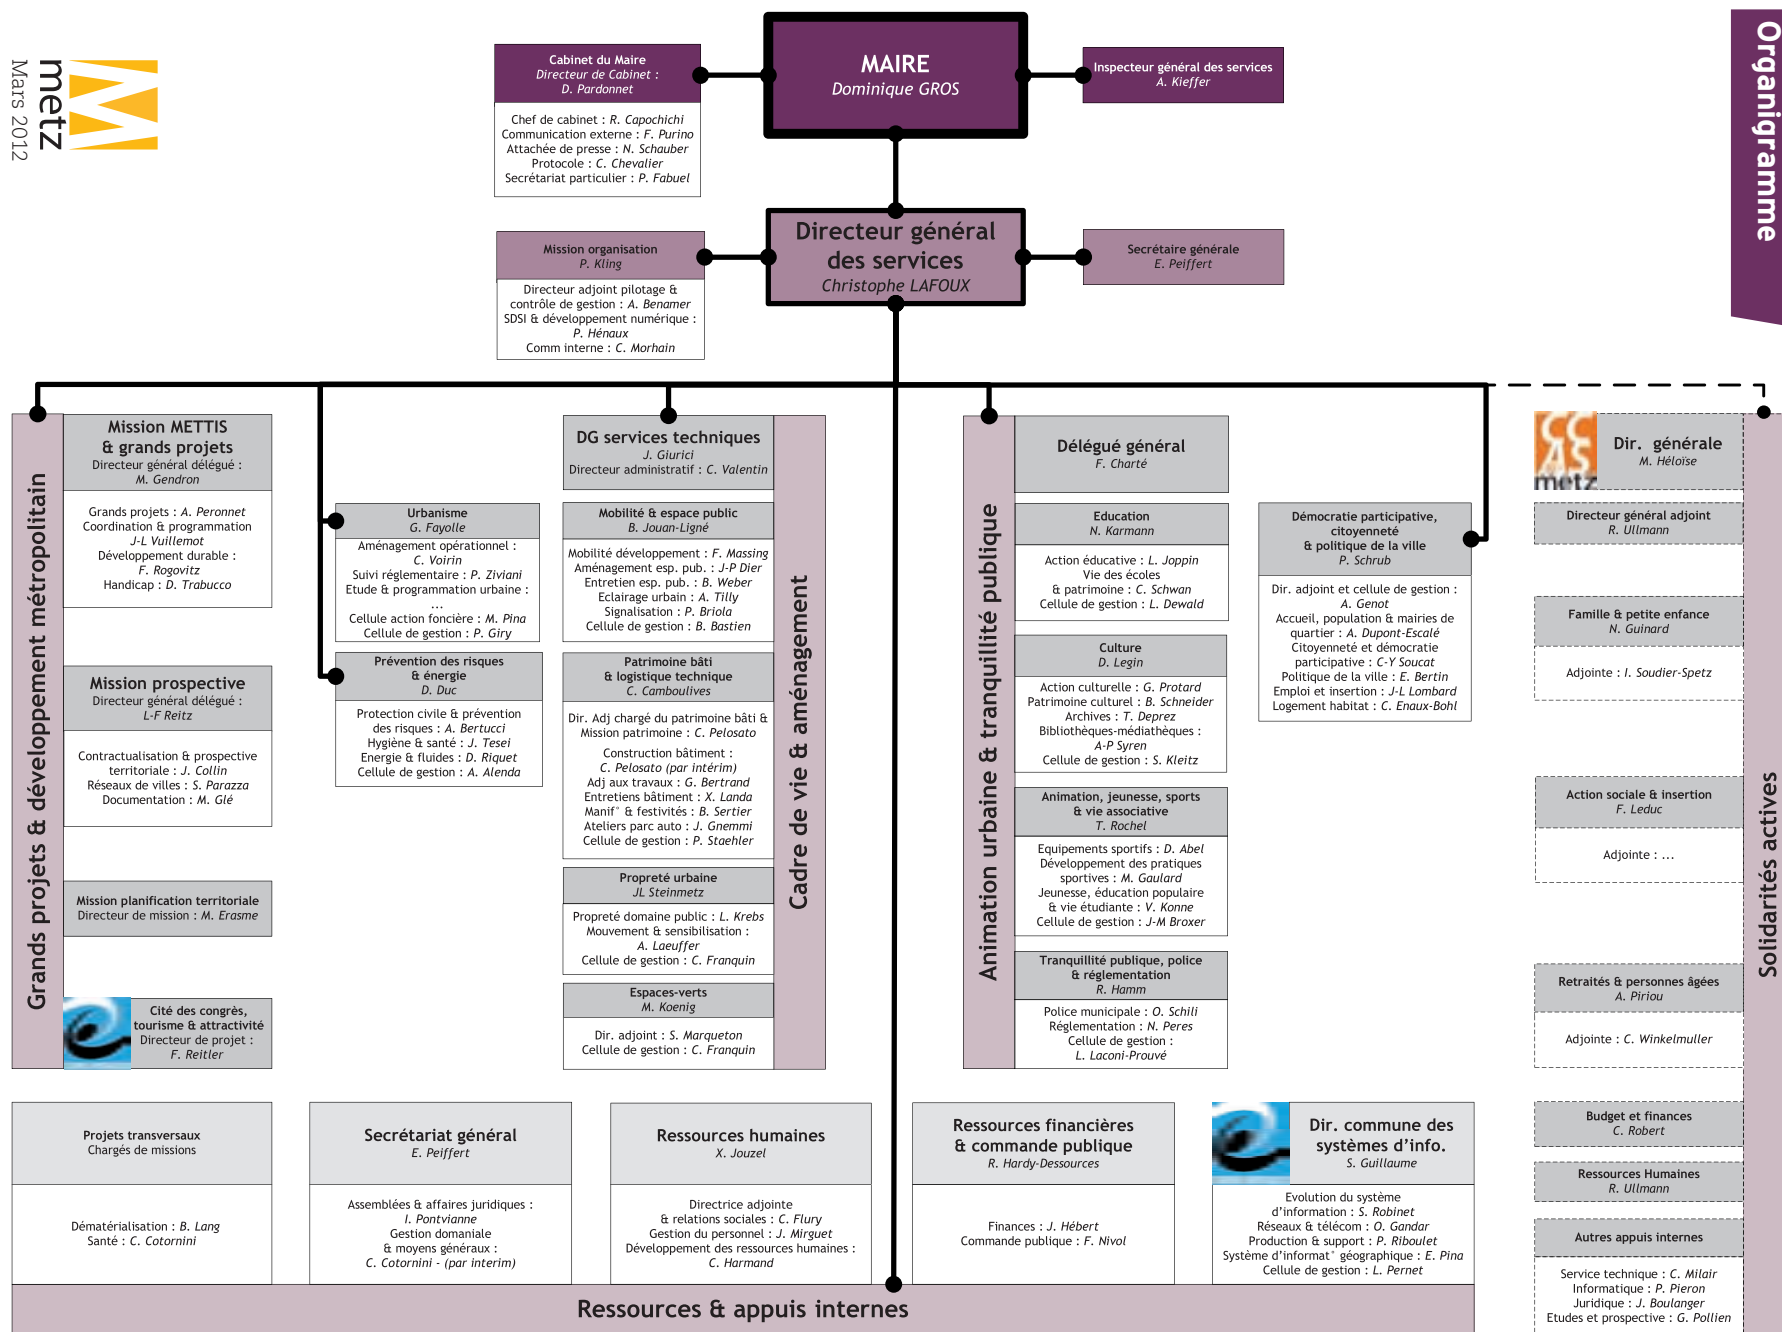 metz
Mars 2012
Organigramme
MAIRE
Dominique GROS
Cabinet du Maire
Directeur de Cabinet :
D. Pardonnet
Chef de cabinet : R. Capochichi
Communication externe : F. Purino
Attachée de presse : N. Schauber
Protocole : C. Chevalier
Secrétariat particulier : P. Fabuel
Inspecteur général des services
A. Kieffer
Directeur général
des services
Christophe LAFOUX
Mission organisation
P. Kling
Directeur adjoint pilotage &
contrôle de gestion : A. Benamer
SDSI & développement numérique :
P. Hénaux
Comm interne : C. Morhain
Secrétaire générale
E. Peiffert
Grands projets & développement métropolitain
Mission METTIS
& grands projets
Directeur général délégué :
M. Gendron
Grands projets : A. Peronnet
Coordination & programmation
J-L Vuillemot
Développement durable :
F. Rogovitz
Handicap : D. Trabucco
Mission prospective
Directeur général délégué :
L-F Reitz
Contractualisation & prospective
territoriale : J. Collin
Réseaux de villes : S. Parazza
Documentation : M. Glé
Mission planification territoriale
Directeur de mission : M. Erasme
Cité des congrès,
tourisme & attractivité
Directeur de projet :
F. Reitler
Urbanisme
G. Fayolle
Aménagement opérationnel :
C. Voirin
Suivi réglementaire : P. Ziviani
Etude & programmation urbaine :
...
Cellule action foncière : M. Pina
Cellule de gestion : P. Giry
Prévention des risques
& énergie
D. Duc
Protection civile & prévention
des risques : A. Bertucci
Hygiène & santé : J. Tesei
Energie & fluides : D. Riquet
Cellule de gestion : A. Alenda
DG services techniques
J. Giurici
Directeur administratif : C. Valentin
Mobilité & espace public
B. Jouan-Ligné
Mobilité développement : F. Massing
Aménagement esp. pub. : J-P Dier
Entretien esp. pub. : B. Weber
Eclairage urbain : A. Tilly
Signalisation : P. Briola
Cellule de gestion : B. Bastien
Patrimoine bâti
& logistique technique
C. Camboulives
Dir. Adj chargé du patrimoine bâti &
Mission patrimoine : C. Pelosato
Construction bâtiment :
C. Pelosato (par intérim)
Adj aux travaux : G. Bertrand
Entretiens bâtiment : X. Landa
Manif° & festivités : B. Sertier
Ateliers parc auto : J. Gnemmi
Cellule de gestion : P. Staehler
Propreté urbaine
JL Steinmetz
Propreté domaine public : L. Krebs
Mouvement & sensibilisation :
A. Laeuffer
Cellule de gestion : C. Franquin
Espaces-verts
M. Koenig
Dir. adjoint : S. Marqueton
Cellule de gestion : C. Franquin
Cadre de vie & aménagement
Animation urbaine & tranquillité publique
Délégué général
F. Charté
Education
N. Karmann
Action éducative : L. Joppin
Vie des écoles
& patrimoine : C. Schwan
Cellule de gestion : L. Dewald
Culture
D. Legin
Action culturelle : G. Protard
Patrimoine culturel : B. Schneider
Archives : T. Deprez
Bibliothèques-médiathèques :
A-P Syren
Cellule de gestion : S. Kleitz
Animation, jeunesse, sports
& vie associative
T. Rochel
Equipements sportifs : D. Abel
Développement des pratiques
sportives : M. Gaulard
Jeunesse, éducation populaire
& vie étudiante : V. Konne
Cellule de gestion : J-M Broxer
Tranquillité publique, police
& réglementation
R. Hamm
Police municipale : O. Schili
Réglementation : N. Peres
Cellule de gestion :
L. Laconi-Prouvé
Démocratie participative,
citoyenneté
& politique de la ville
P. Schrub
Dir. adjoint et cellule de gestion :
A. Genot
Accueil, population & mairies de
quartier : A. Dupont-Escalé
Citoyenneté et démocratie
participative : C-Y Soucat
Politique de la ville : E. Bertin
Emploi et insertion : J-L Lombard
Logement habitat : C. Enaux-Bohl
CCAS
metz
Dir. générale
M. Héloïse
Directeur général adjoint
R. Ullmann
Famille & petite enfance
N. Guinard
Adjointe : I. Soudier-Spetz
Action sociale & insertion
F. Leduc
Adjointe : ...
Retraités & personnes âgées
A. Piriou
Adjointe : C. Winkelmuller
Budget et finances
C. Robert
Ressources Humaines
R. Ullmann
Autres appuis internes
Service technique : C. Milair
Informatique : P. Pieron
Juridique : J. Boulanger
Etudes et prospective : G. Pollien
Solidarités actives
Projets transversaux
Chargés de missions
Dématérialisation : B. Lang
Santé : C. Cotornini
Secrétariat général
E. Peiffert
Assemblées & affaires juridiques :
I. Pontvianne
Gestion domaniale
& moyens généraux :
C. Cotornini - (par interim)
Ressources humaines
X. Jouzel
Directrice adjointe
& relations sociales : C. Flury
Gestion du personnel : J. Mirguet
Développement des ressources humaines :
C. Harmand
Ressources financières
& commande publique
R. Hardy-Dessources
Finances : J. Hébert
Commande publique : F. Nivol
Dir. commune des
systèmes d'info.
S. Guillaume
Evolution du système
d'information : S. Robinet
Réseaux & télécom : O. Gandar
Production & support : P. Riboulet
Système d'informat° géographique : E. Pina
Cellule de gestion : L. Pernet
Ressources & appuis internes